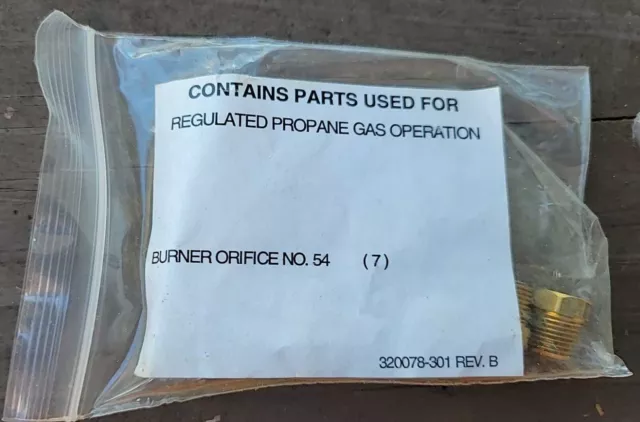 CONTAINS PARTS USED FOR
REGULATED PROPANE GAS OPERATION
BURNER ORIFICE NO. 54 (7)
320078-301 REV. B